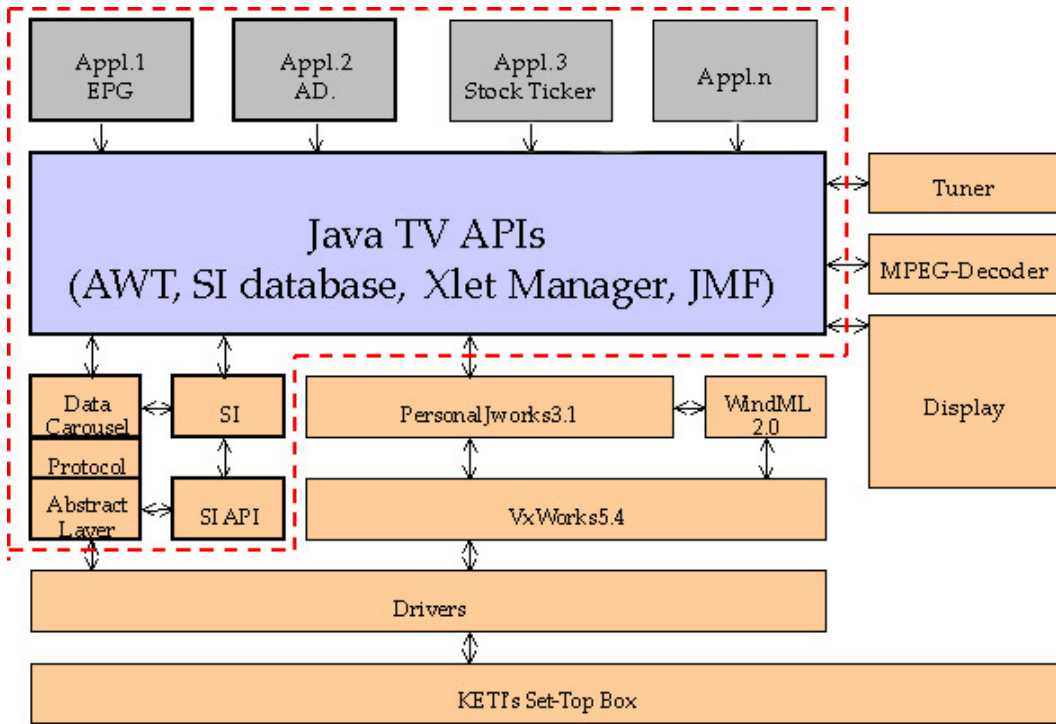 Appl.1
EPG
Appl.2
AD.
Appl.3
Stock Ticker
Appl.n
Java TV APIs
(AWT, SI database, Xlet Manager, JMF)
Tuner
MPEG-Decoder
Display
Data
Carousel
Protocol
Abstract
Layer
SI
SI API
PersonalJworks3.1
WindML
2.0
VxWorks5.4
Drivers
KETI's Set-Top Box